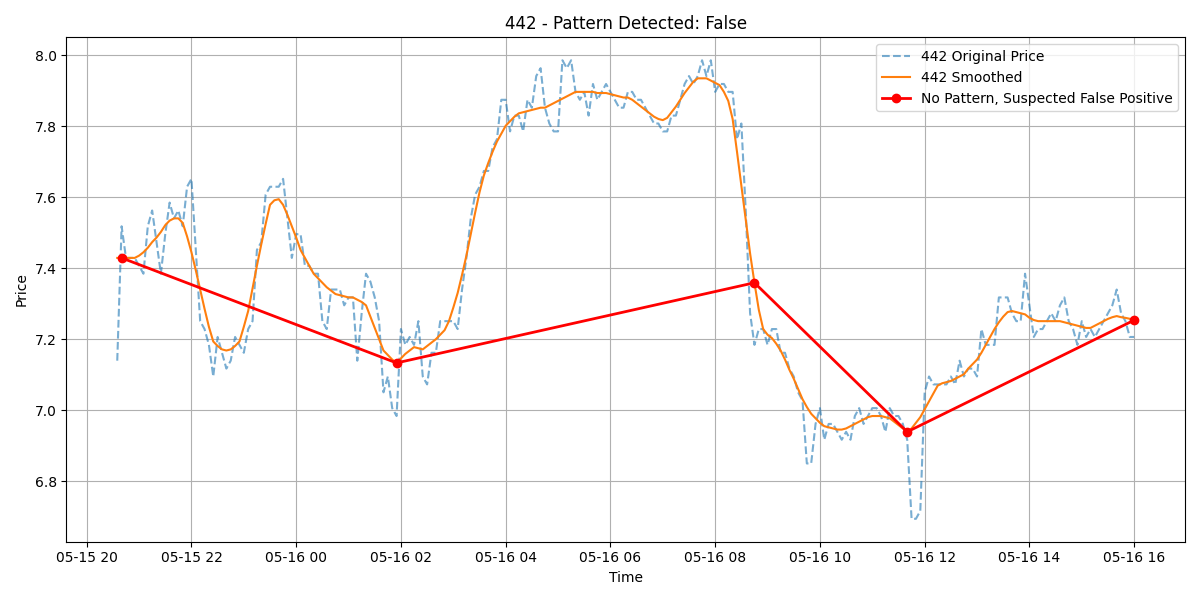 442 - Pattern Detected: False
442 Original Price
442 Smoothed
No Pattern, Suspected False Positive
Price
8.0
7.8
7.6
7.4
7.2
7.0
6.8
05-15 20 05-15 22 05-16 00 05-16 02 05-16 04 05-16 06 05-16 08 05-16 10 05-16 12 05-16 14 05-16 16
Time